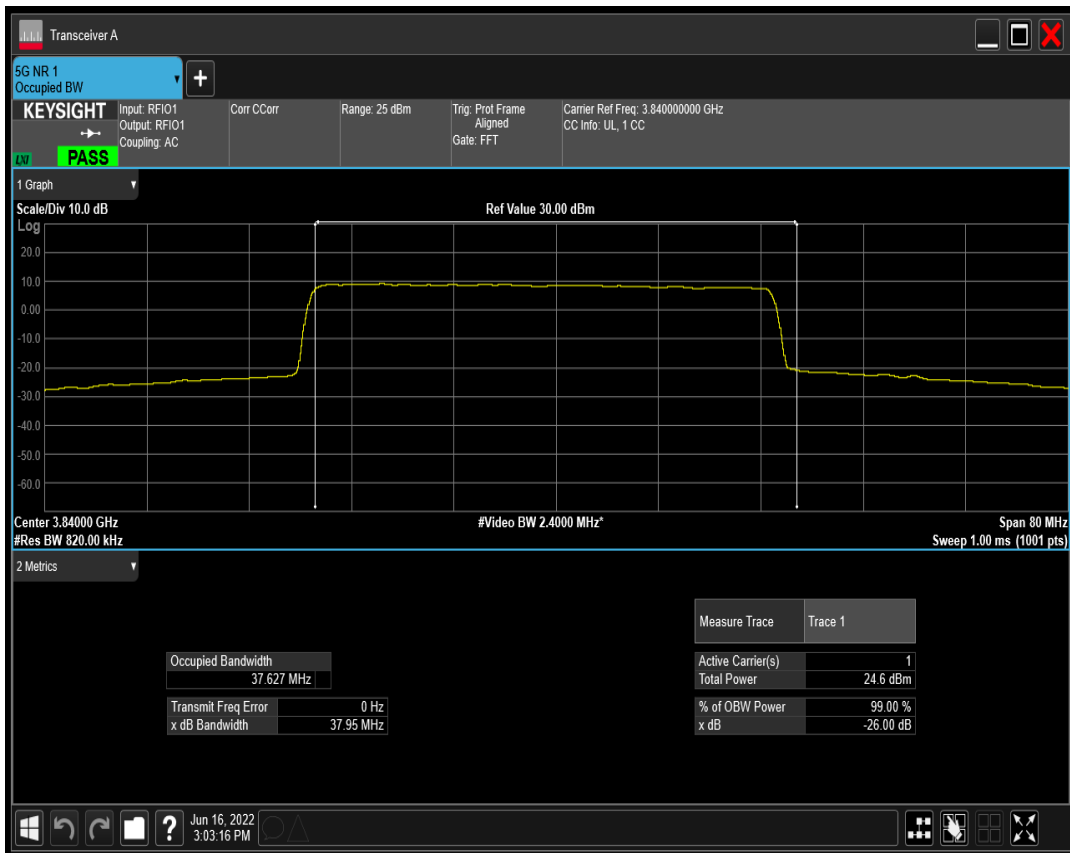 Transceiver A
5G NR 1
Occupied BW
KEYSIGHT
LXI
PASS
Input: RFIO1
Output: RFIO1
Coupling: AC
Corr CCorr
Range: 25 dBm
Trig: Prot Frame
Aligned
Gate: FFT
Carrier Ref Freq: 3.840000000 GHz
CC Info: UL, 1 CC
1 Graph
Scale/Div 10.0 dB
Ref Value 30.00 dBm
Log
20.0
10.0
0.00
-10.0
-20.0
-30.0
-40.0
-50.0
-60.0
Center 3.84000 GHz
#Video BW 2.4000 MHz*
Span 80 MHz
#Res BW 820.00 kHz
Sweep 1.00 ms (1001 pts)
2 Metrics
Measure Trace Trace 1
Occupied Bandwidth
37.627 MHz
Active Carrier(s) 1
Total Power 24.6 dBm
Transmit Freq Error 0 Hz
x dB Bandwidth 37.95 MHz
% of OBW Power 99.00 %
x dB -26.00 dB
?
Jun 16, 2022
3:03:16 PM